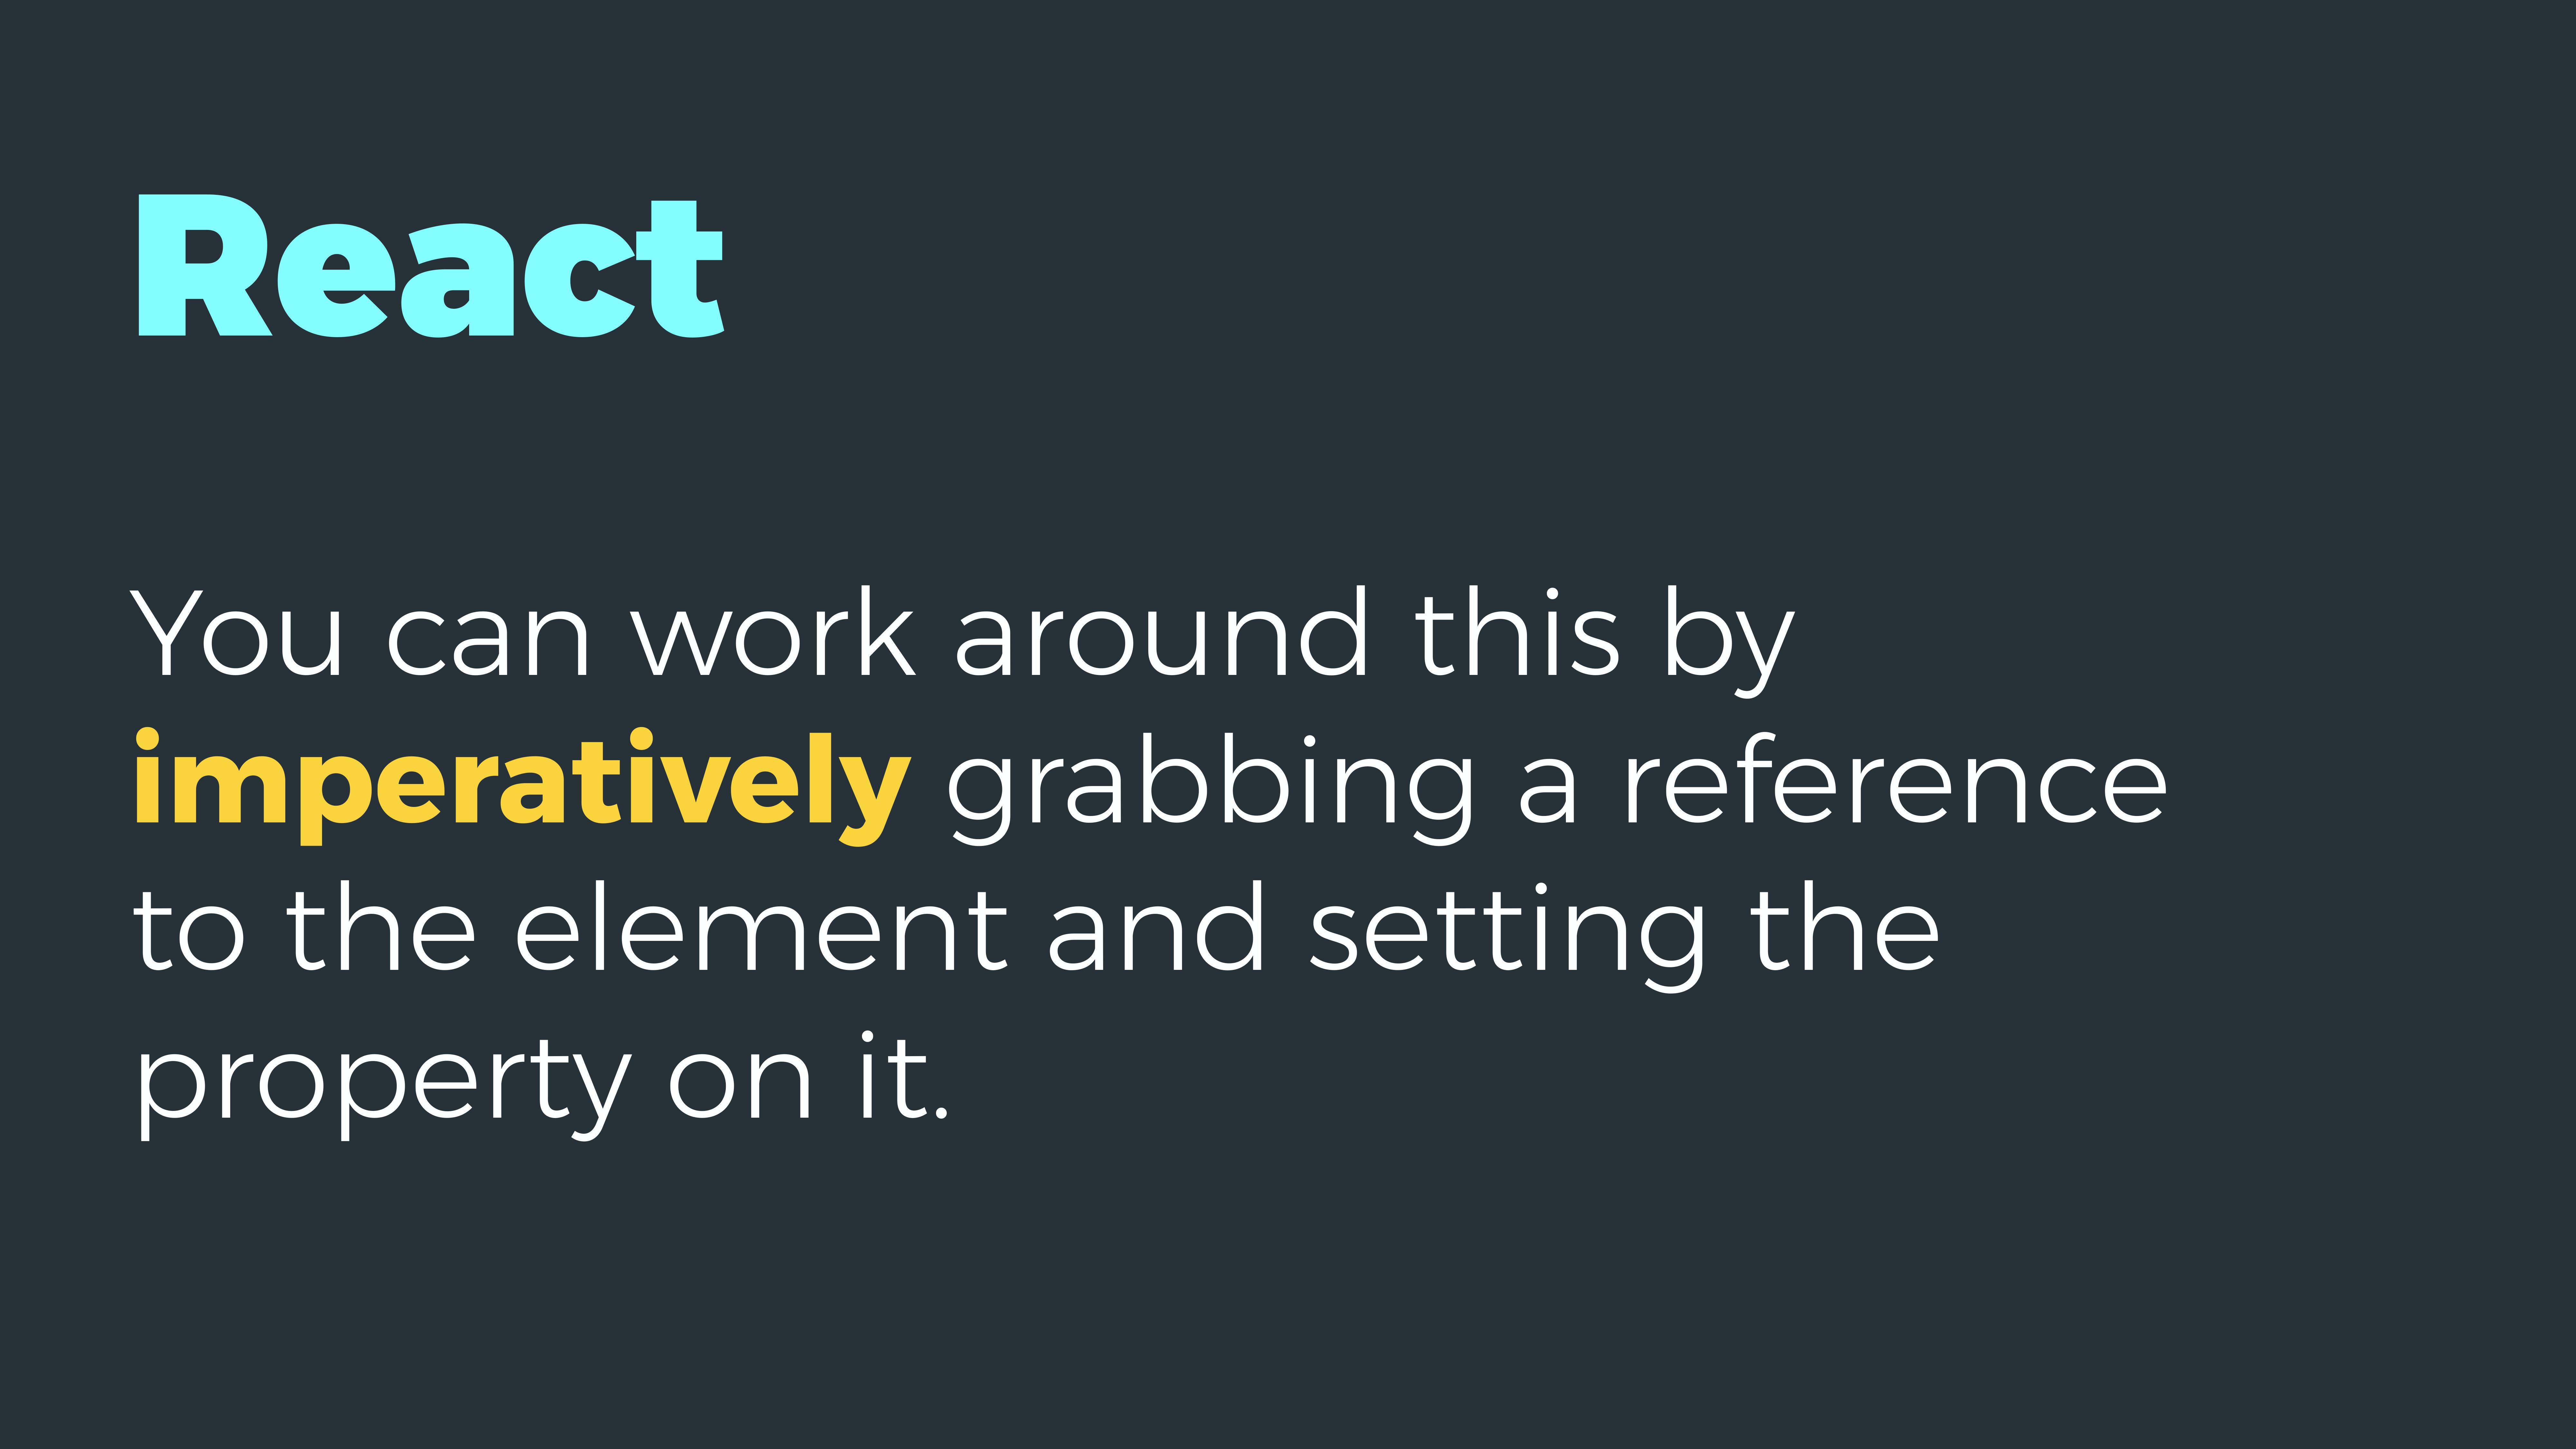 React
You can work around this by
imperatively grabbing a reference
to the element and setting the
property on it.